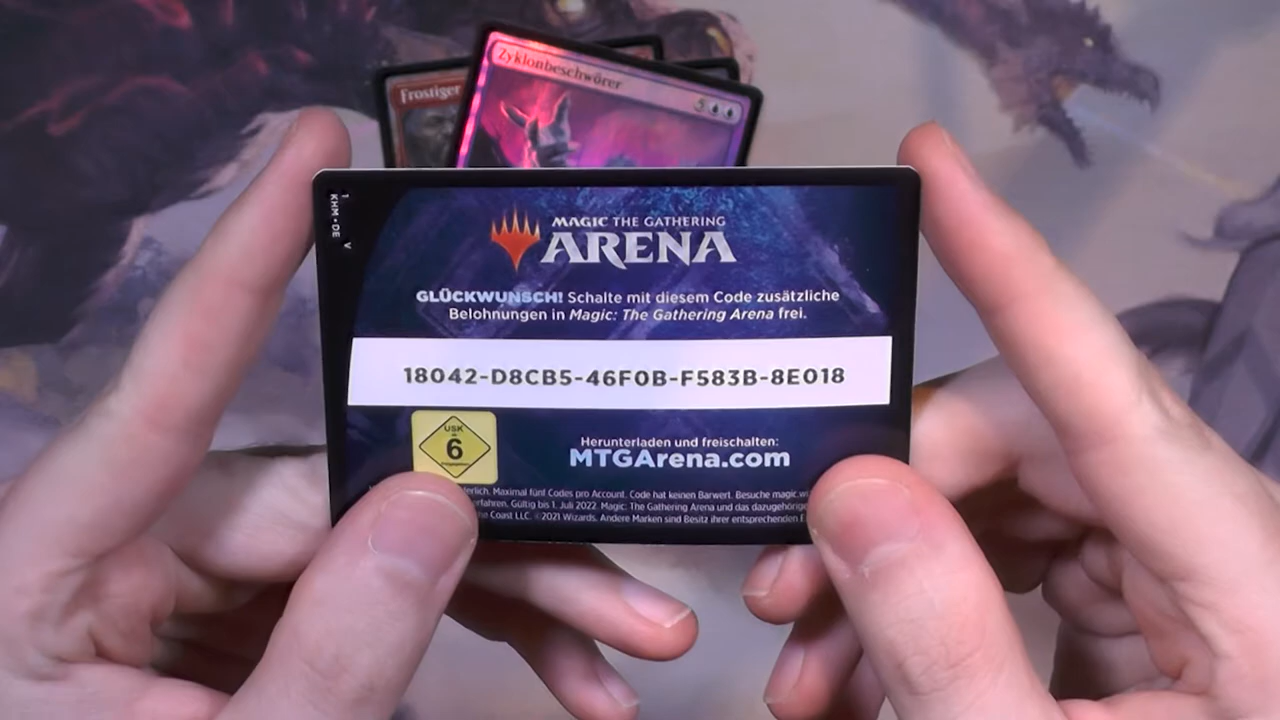 Zyklonbeschwörer
5
Frostiger
1
KHM • DE
V
MAGIC THE GATHERING
ARENA
GLÜCKWUNSCH! Schalte mit diesem Code zusätzliche
Belohnungen in Magic: The Gathering Arena frei.
18042-D8CB5-46F0B-F583B-8E018
USK
6
Herunterladen und freischalten:
MTGArena.com
Maximal fünf Codes pro Account. Code hat keinen Barwert. Besuche magic.wi
Gültig bis 1. Juli 2022. Magic: The Gathering Arena und das dazugehörige
Coast LLC. ©2021 Wizards. Andere Marken sind Besitz ihrer entsprechenden